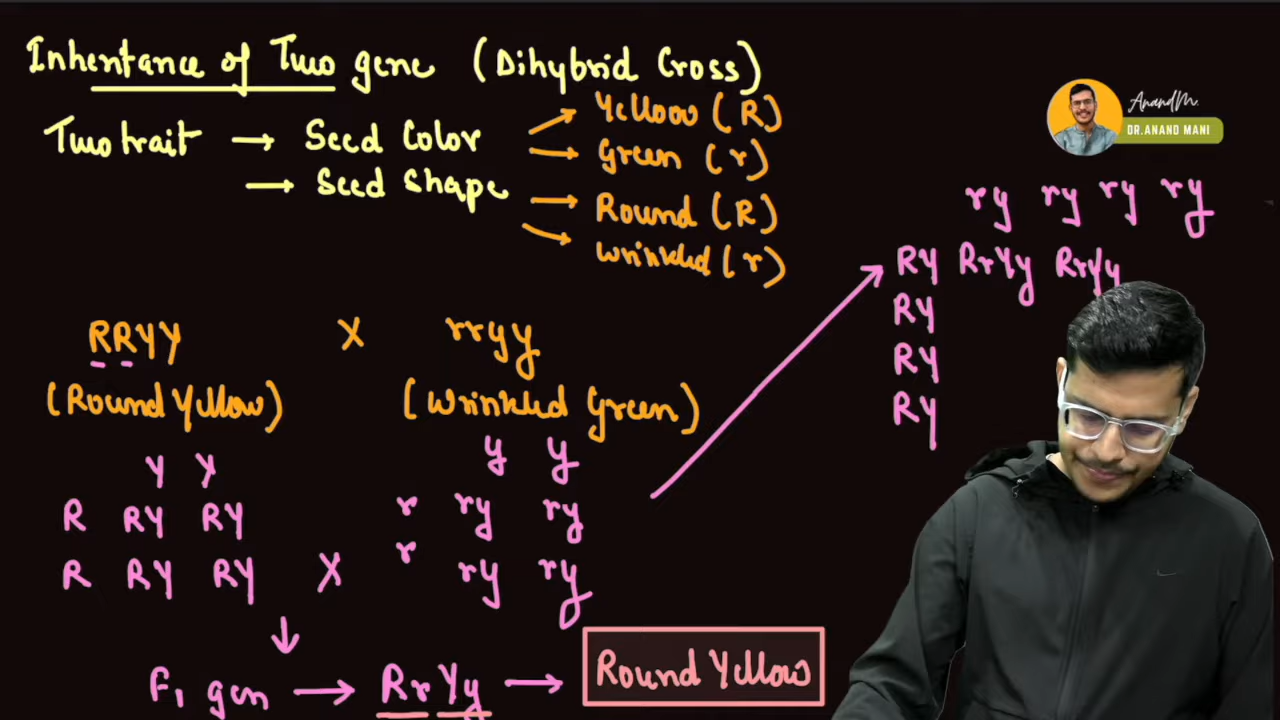 Inheritance of Two gene (Dihybrid Cross)
Two trait → Seed Color
→ Seed Shape
Yellow (R)
Green (r)
Round (R)
Wrinkled (r)
AnandM.
DR.ANAND MANI
RRYY X rryy
(Round Yellow) (Wrinkled Green)
Y Y
R RY RY
R RY RY
X
y y
r ry ry
r ry ry
ry ry ry ry
RY RrYy RrYy
RY
RY
RY
F1 gen → RrYy → Round Yellow